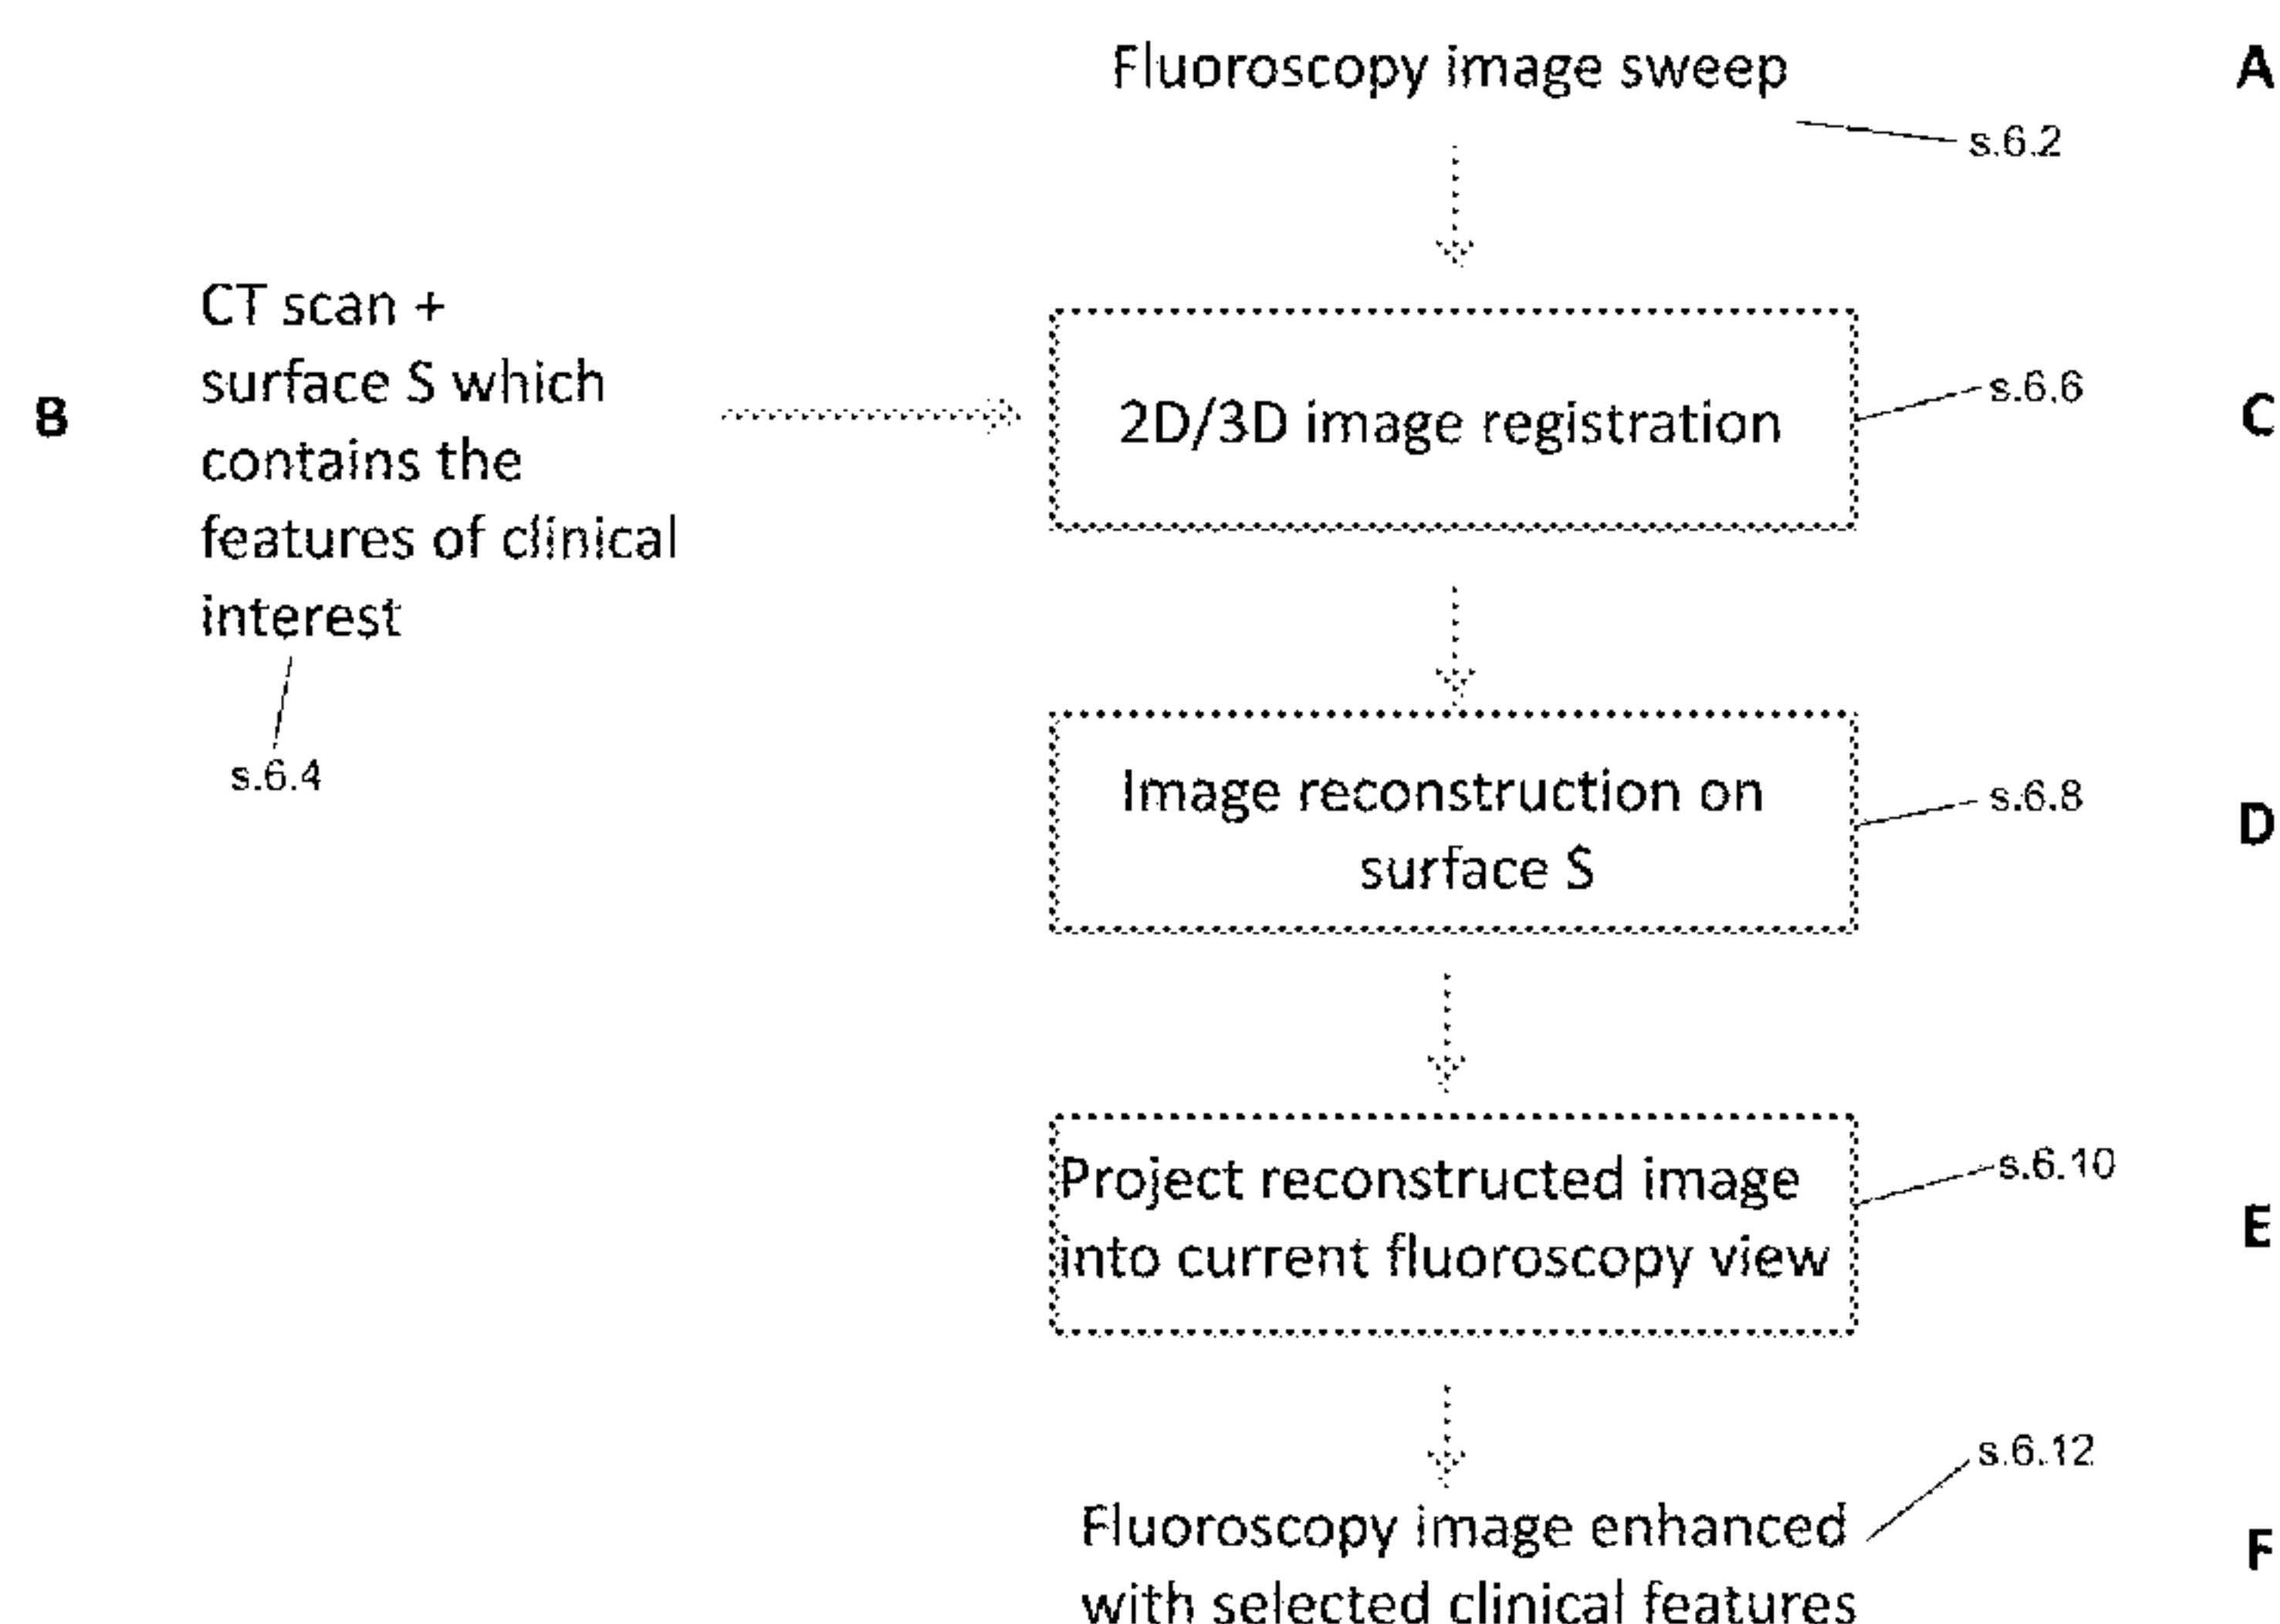 Fluoroscopy image sweep
A
s.6.2
CT scan +
surface S which
contains the
features of clinical
interest
B
s.6.4
2D/3D image registration
s.6.6
C
Image reconstruction on
surface S
s.6.8
D
Project reconstructed image
into current fluoroscopy view
s.6.10
E
Fluoroscopy image enhanced
with selected clinical features
s.6.12
F